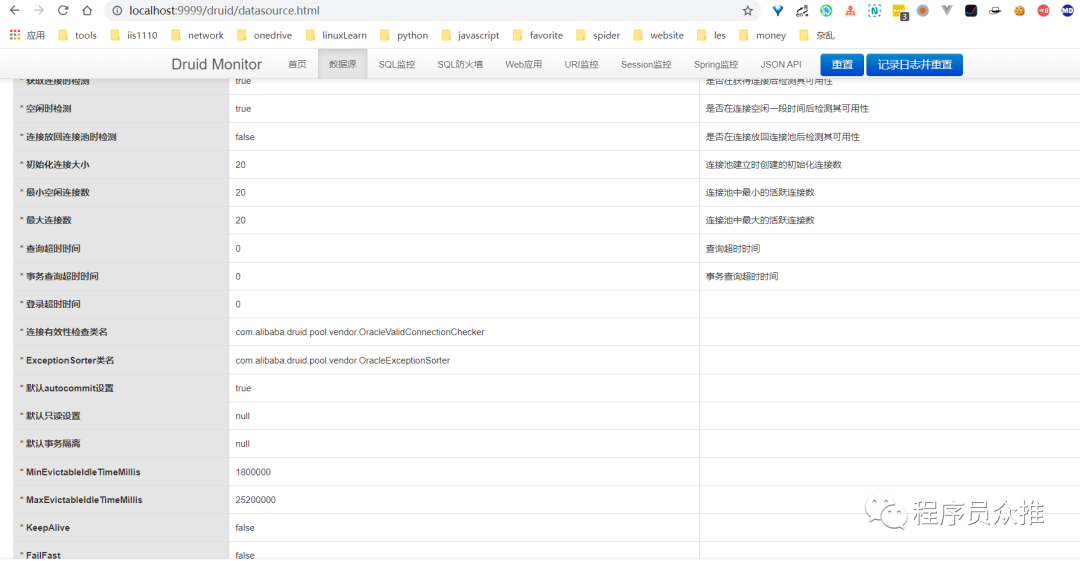 localhost:9999/druid/datasource.html
3
应用 tools iis1110 network onedrive linuxLearn python javascript favorite spider website les money 杂乱
Druid Monitor 首页 数据源 SQL监控 SQL防火墙 Web应用 URI监控 Session监控 Spring监控 JSON API 重置 记录日志并重置
* 获取连接时检测 true 是否在获得连接后检测其可用性
* 空闲时检测 true 是否在连接空闲一段时间后检测其可用性
* 连接放回连接池时检测 false 是否在连接放回连接池后检测其可用性
* 初始化连接大小 20 连接池建立时创建的初始化连接数
* 最小空闲连接数 20 连接池中最小的活跃连接数
* 最大连接数 20 连接池中最大的活跃连接数
* 查询超时时间 0 查询超时时间
* 事务查询超时时间 0 事务查询超时时间
* 登录超时时间 0
* 连接有效性检查类名 com.alibaba.druid.pool.vendor.OracleValidConnectionChecker
* ExceptionSorter类名 com.alibaba.druid.pool.vendor.OracleExceptionSorter
* 默认autocommit设置 true
* 默认只读设置 null
* 默认事务隔离 null
* MinEvictableIdleTimeMillis 1800000
* MaxEvictableIdleTimeMillis 25200000
* KeepAlive false
* FailFast false
程序员众推